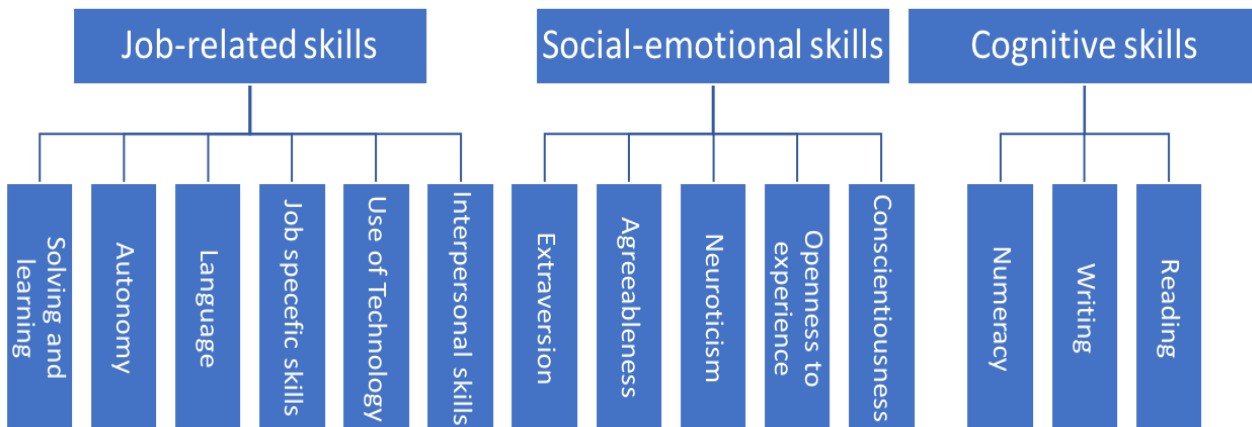 Job-related skills
Social-emotional skills
Cognitive skills
Solving and
learning
Autonomy
Language
Job specefic skills
Use of Technology
Interpersonal skills
Extraversion
Agreeableness
Neuroticism
Openness to
experience
Conscientiousness
Numeracy
Writing
Reading